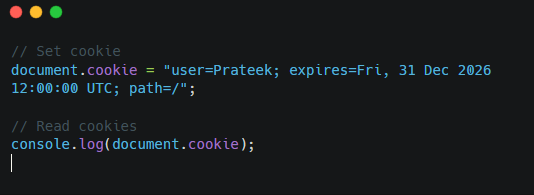 // Set cookie
document.cookie = "user=Prateek; expires=Fri, 31 Dec 2026
12:00:00 UTC; path=/";
// Read cookies
console.log(document.cookie);